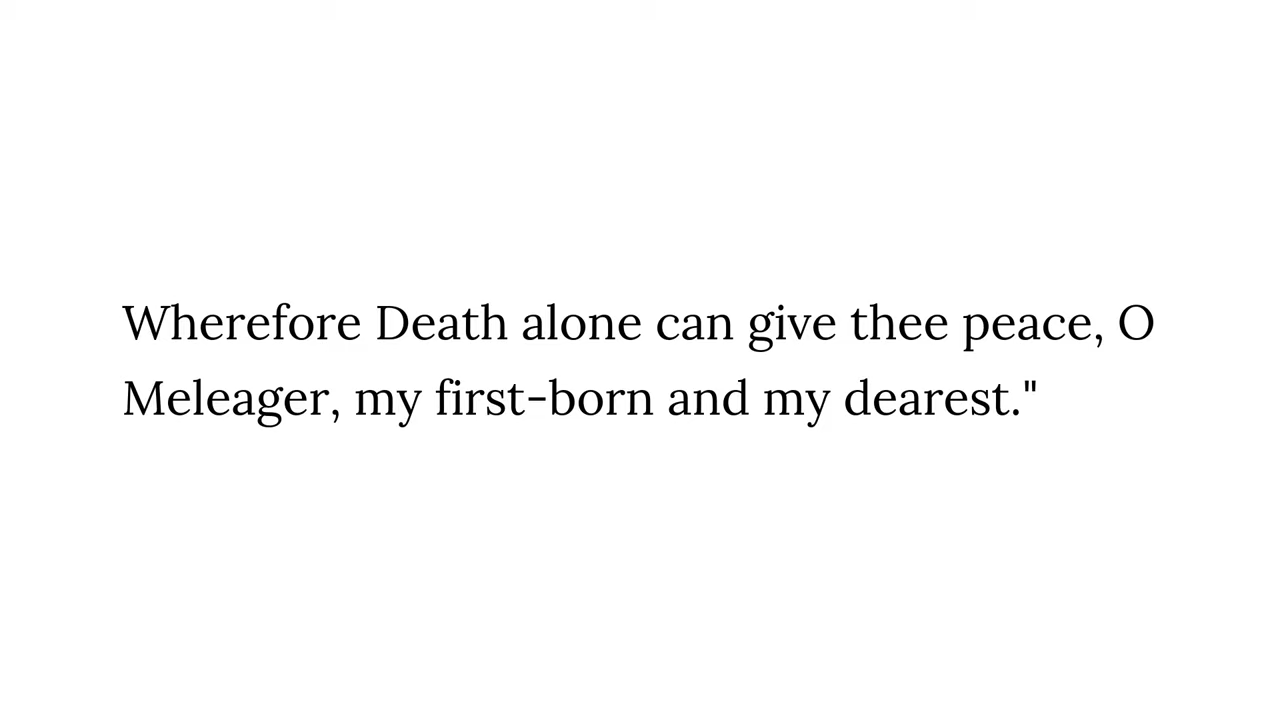 Wherefore Death alone can give thee peace, O
Meleager, my first-born and my dearest."